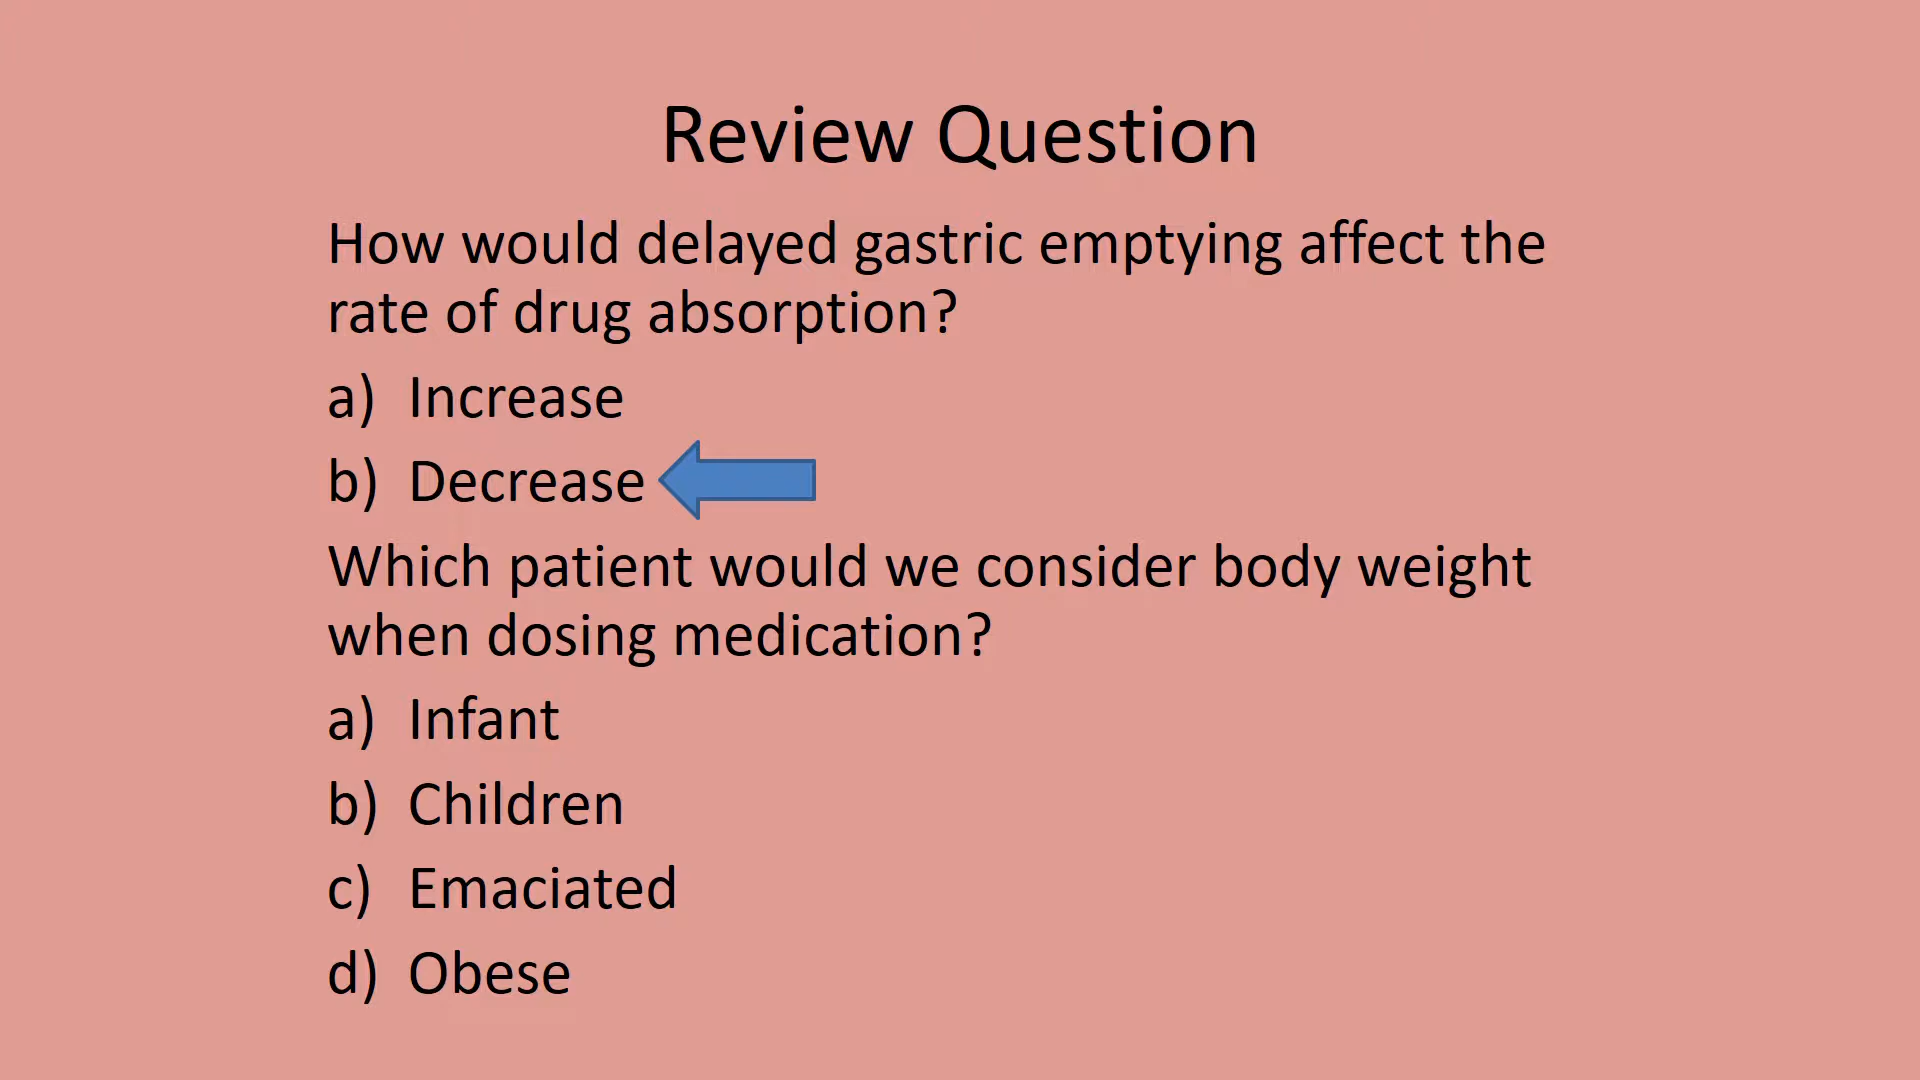 Review Question
How would delayed gastric emptying affect the
rate of drug absorption?
a) Increase
b) Decrease
Which patient would we consider body weight
when dosing medication?
a) Infant
b) Children
c) Emaciated
d) Obese